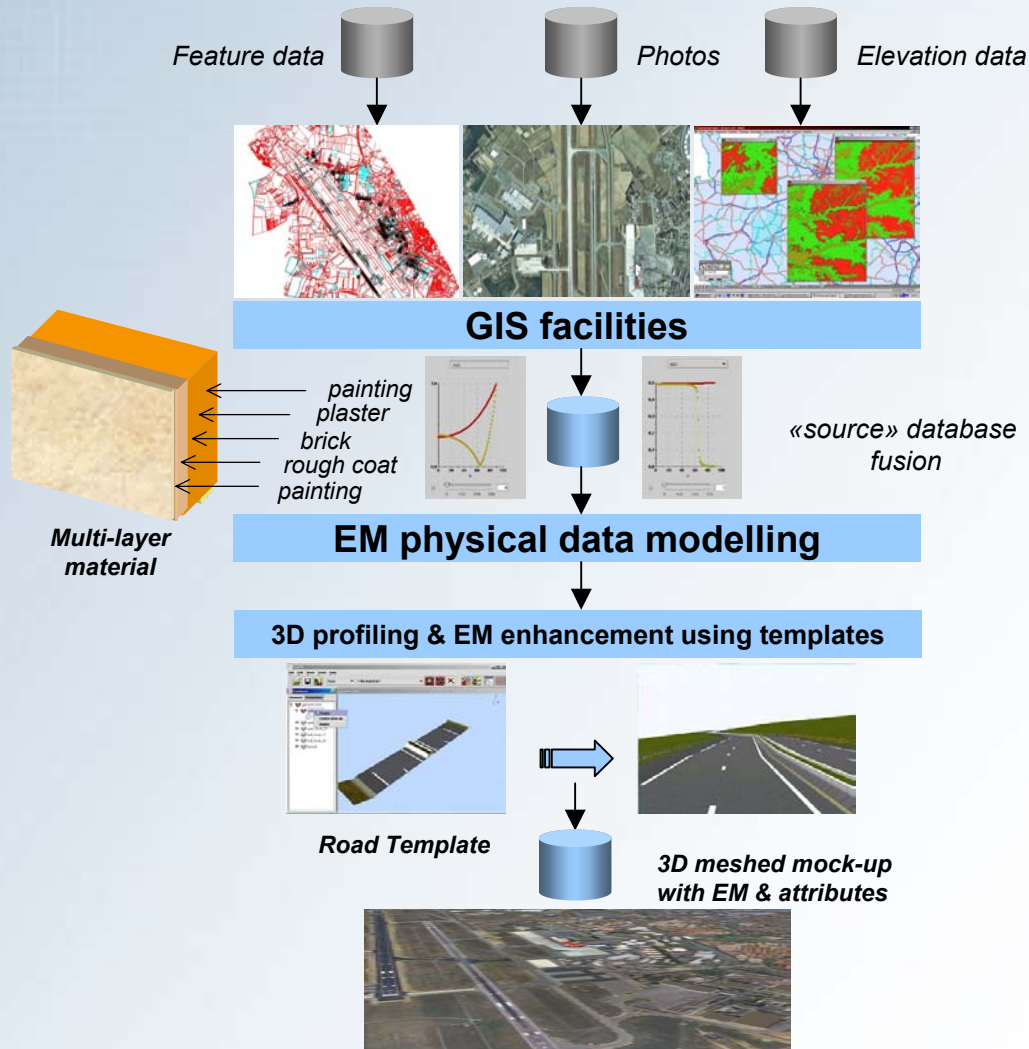 Feature data
Photos
Elevation data
GIS facilities
painting
plaster
brick
rough coat
painting
Multi-layer
material
«source» database
fusion
EM physical data modelling
3D profiling & EM enhancement using templates
Road Template
3D meshed mock-up
with EM & attributes